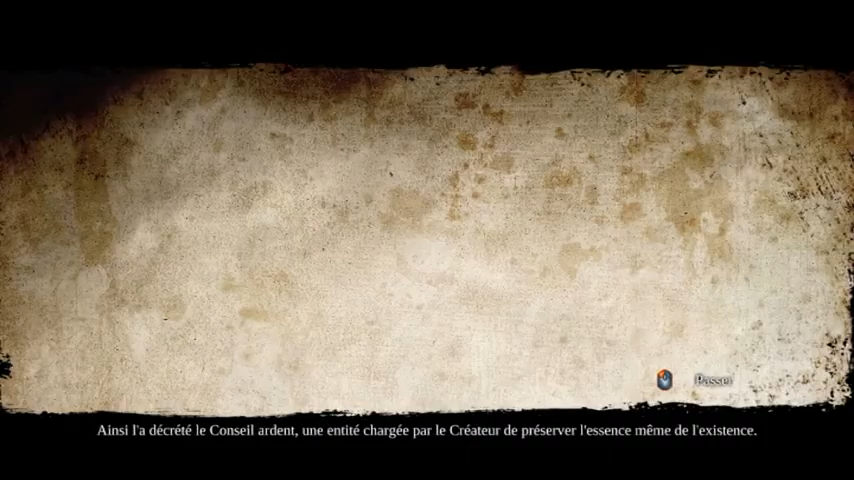 Passer
Ainsi l'a décrété le Conseil ardent, une entité chargée par le Créateur de préserver l'essence même de l'existence.